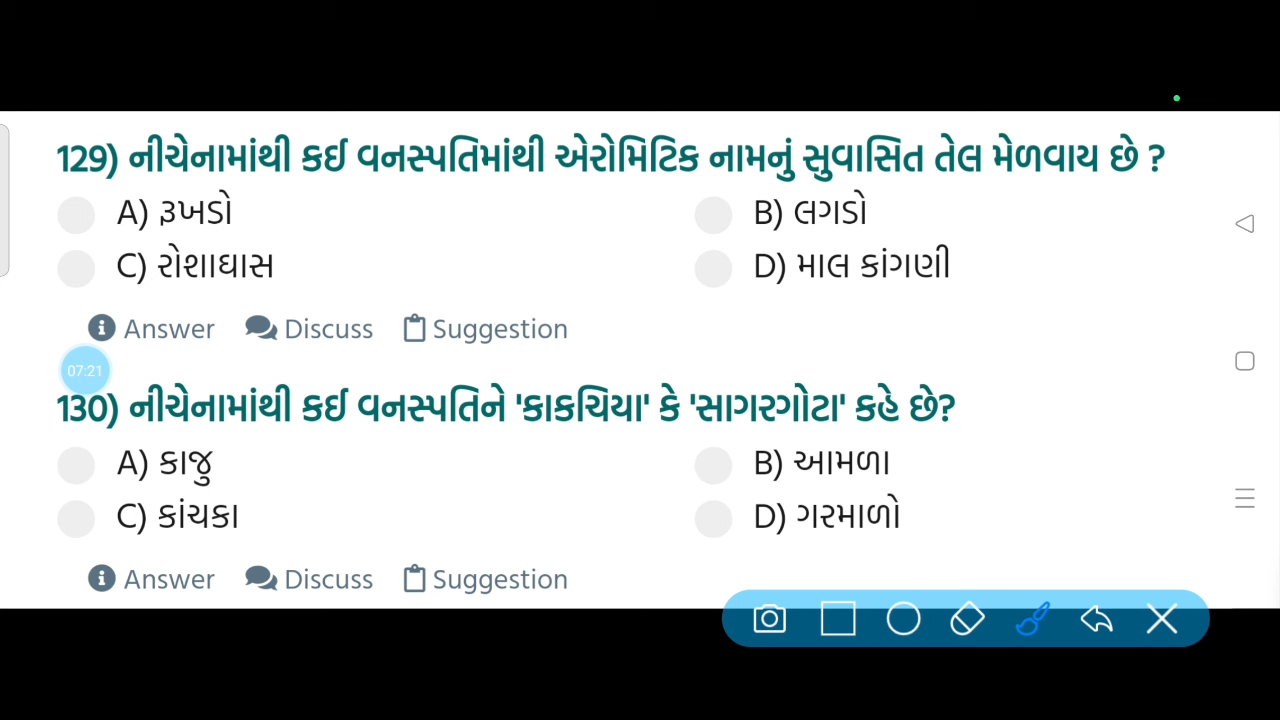 129) નીચેનામાંથી કઈ વનસ્પતિમાંથી એરોમિટિક નામનું સુવાસિત તેલ મેળવાય છે ?
A) રૂખડો B) લગડો
C) રોશાઘાસ D) માલ કાંગણી
Answer Discuss Suggestion
07:21
130) નીચેનામાંથી કઈ વનસ્પતિને 'કાકચિયા' કે 'સાગરગોટા' કહે છે?
A) કાજુ B) આમળા
C) કાંચકા D) ગરમાળો
Answer Discuss Suggestion